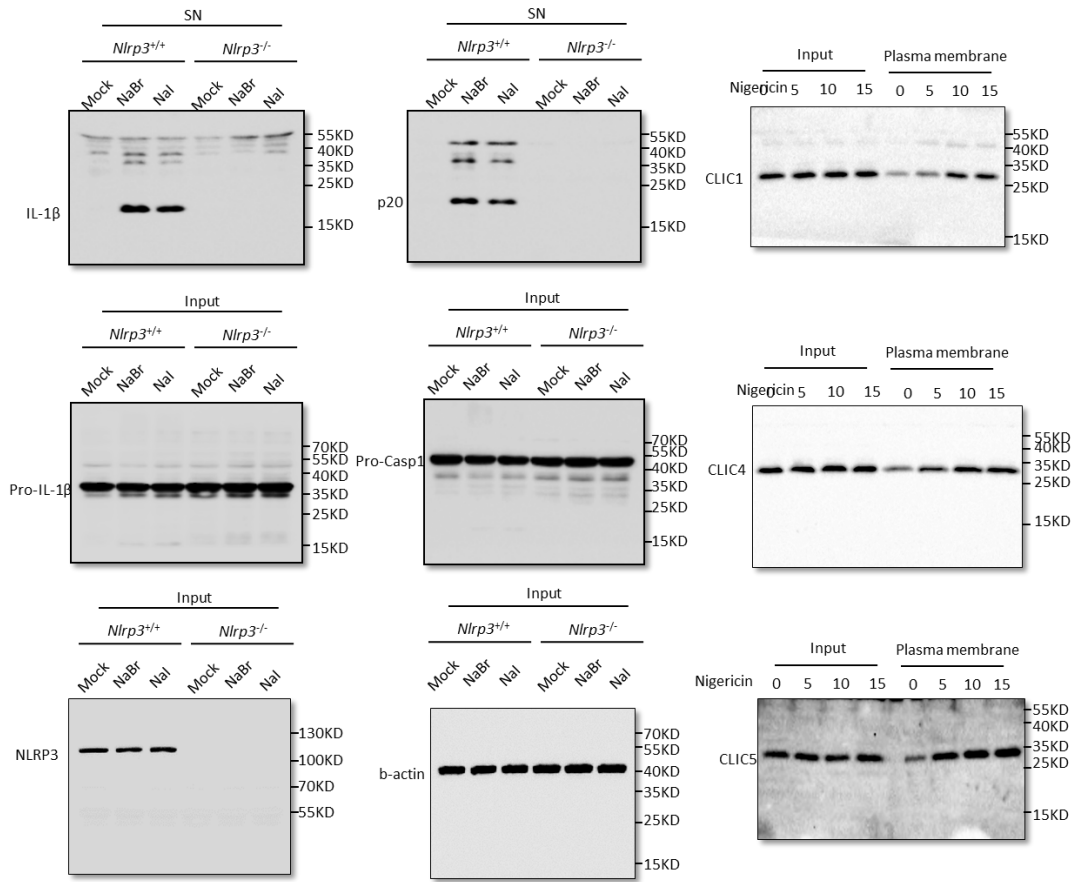 SN
Nlrp3+/+ Nlrp3-/-
Mock NaBr NaI Mock NaBr NaI
55KD
40KD
35KD
25KD
IL-1β
15KD
SN
Nlrp3+/+ Nlrp3-/-
Mock NaBr NaI Mock NaBr NaI
55KD
40KD
35KD
25KD
p20
15KD
Input Plasma membrane
Nigericin 0 5 10 15 0 5 10 15
55KD
40KD
35KD
CLIC1
25KD
15KD
Input
Nlrp3+/+ Nlrp3-/-
Mock NaBr NaI Mock NaBr NaI
70KD
55KD
40KD
Pro-IL-1β
35KD
25KD
15KD
Input
Nlrp3+/+ Nlrp3-/-
Mock NaBr NaI Mock NaBr NaI
70KD
55KD
Pro-Casp1
40KD
35KD
25KD
15KD
Input Plasma membrane
Nigericin 0 5 10 15 0 5 10 15
55KD
40KD
35KD
CLIC4
25KD
15KD
Input
Nlrp3+/+ Nlrp3-/-
Mock NaBr NaI Mock NaBr NaI
130KD
NLRP3
100KD
70KD
55KD
Input
Nlrp3+/+ Nlrp3-/-
Mock NaBr NaI Mock NaBr NaI
70KD
55KD
b-actin
40KD
35KD
25KD
15KD
Input Plasma membrane
Nigericin 0 5 10 15 0 5 10 15
55KD
40KD
35KD
CLIC5
25KD
15KD